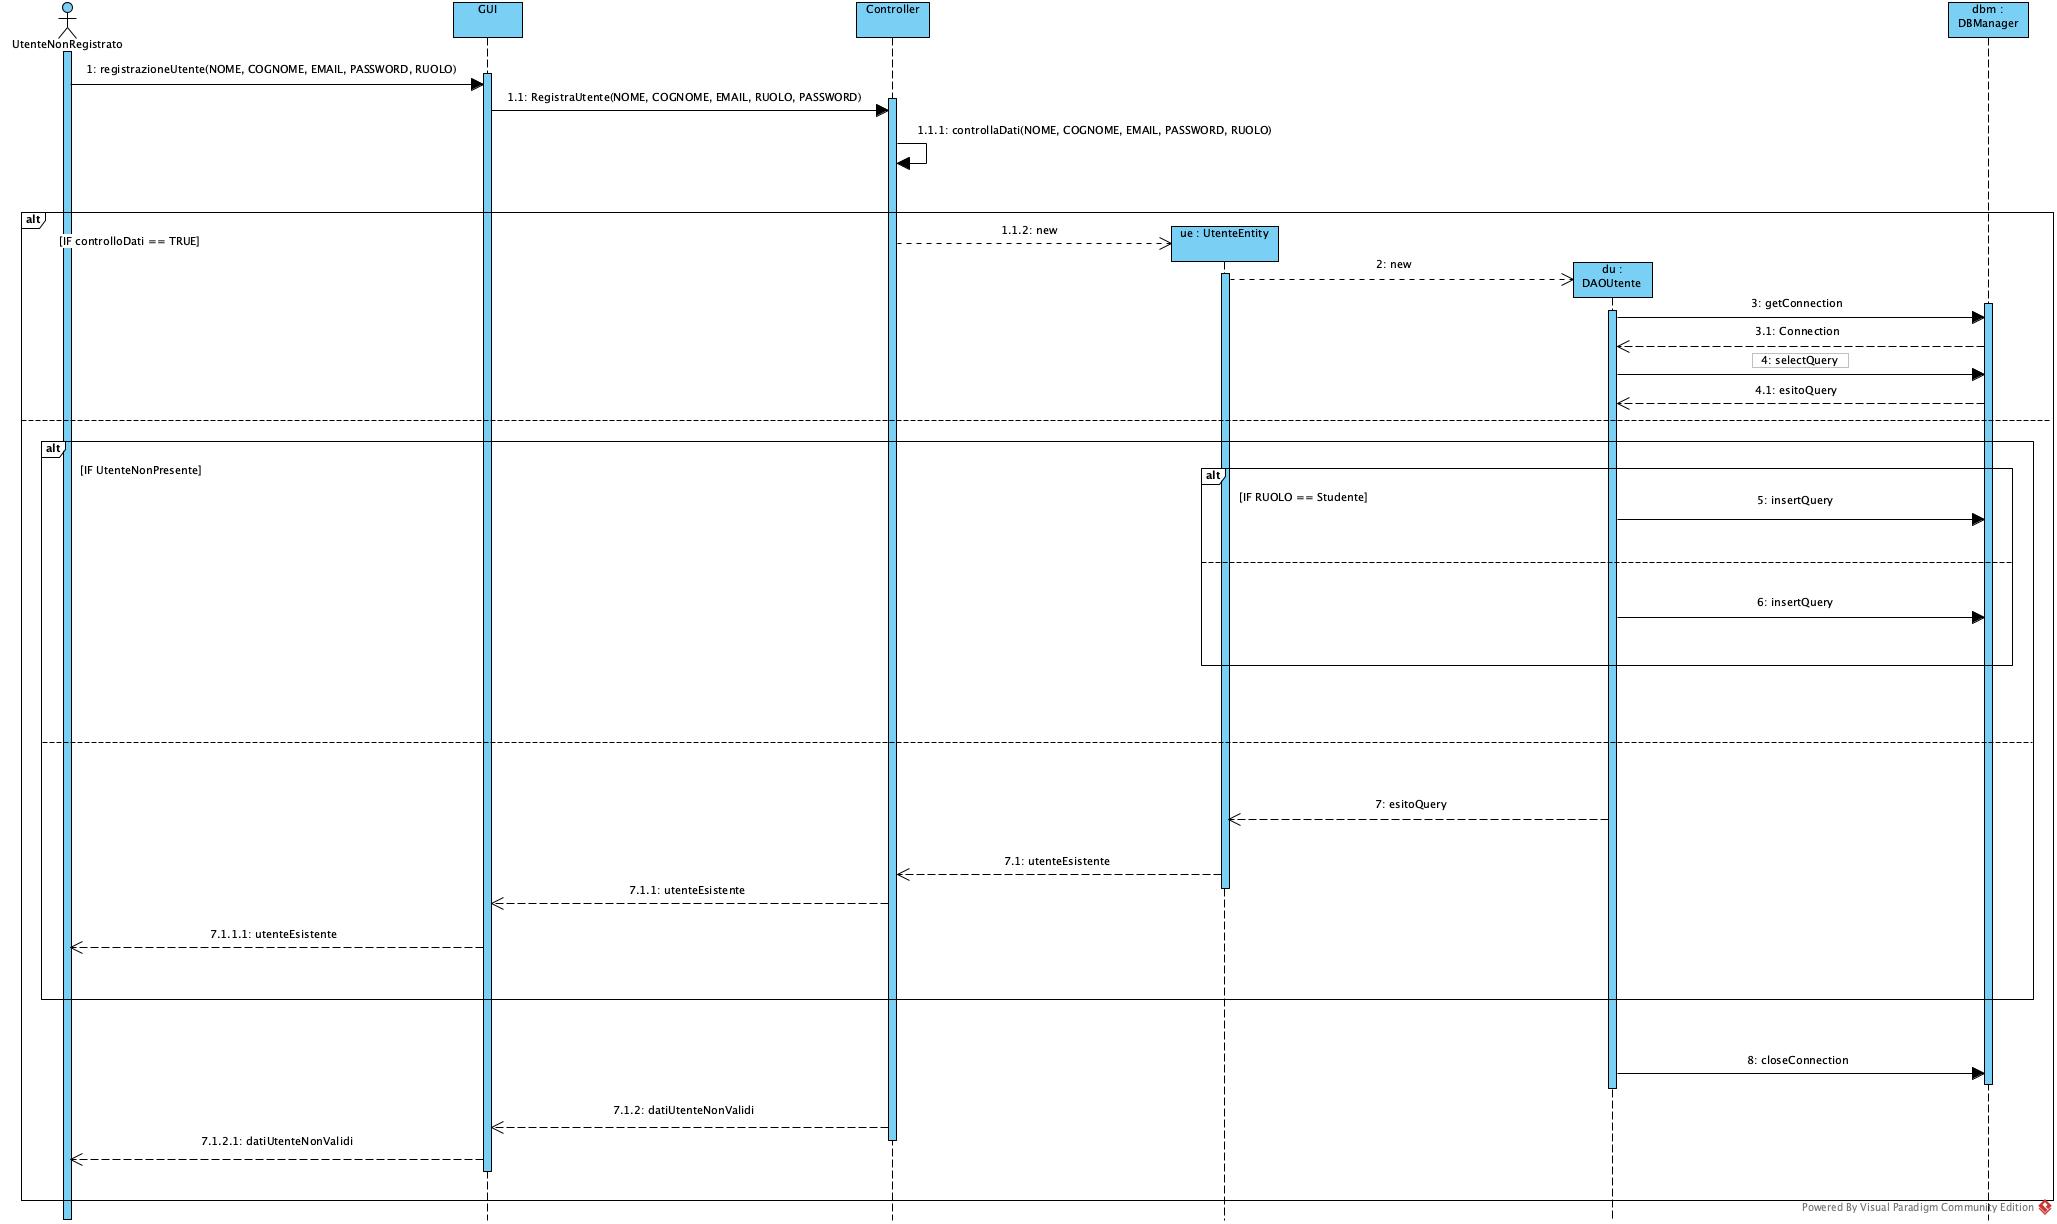 UtenteNonRegistrato
GUI
Controller
dbm :
DBManager
1: registrazioneUtente(NOME, COGNOME, EMAIL, PASSWORD, RUOLO)
1.1: RegistraUtente(NOME, COGNOME, EMAIL, RUOLO, PASSWORD)
1.1.1: controllaDati(NOME, COGNOME, EMAIL, PASSWORD, RUOLO)
alt
[IF controlloDati == TRUE]
1.1.2: new
ue : UtenteEntity
2: new
du :
DAOUtente
3: getConnection
3.1: Connection
4: selectQuery
4.1: esitoQuery
alt
[IF UtenteNonPresente]
alt
[IF RUOLO == Studente]
5: insertQuery
6: insertQuery
7: esitoQuery
7.1: utenteEsistente
7.1.1: utenteEsistente
7.1.1.1: utenteEsistente
8: closeConnection
7.1.2: datiUtenteNonValidi
7.1.2.1: datiUtenteNonValidi
Powered By Visual Paradigm Community Edition